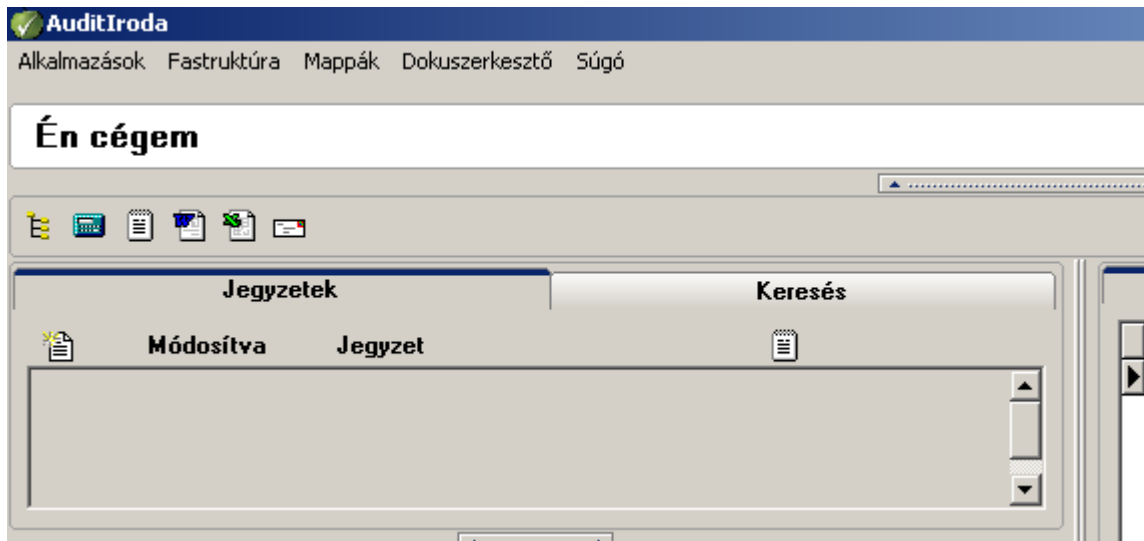 AuditIroda
Alkalmazások Fastruktúra Mappák Dokuszerkesztő Súgó
Én cégem
Jegyzetek Keresés
Módosítva Jegyzet